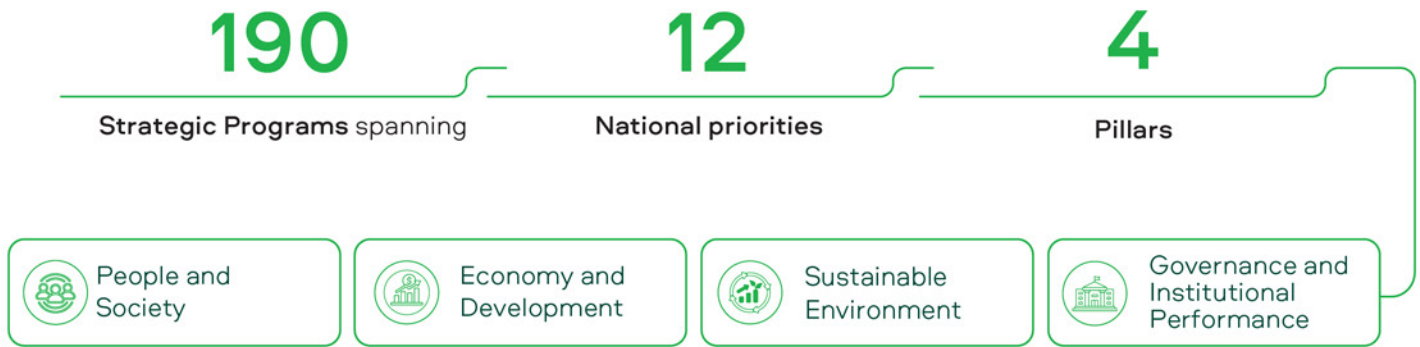 190
12
4
Strategic Programs spanning
National priorities
Pillars
People and
Society
Economy and
Development
Sustainable
Environment
Governance and
Institutional
Performance